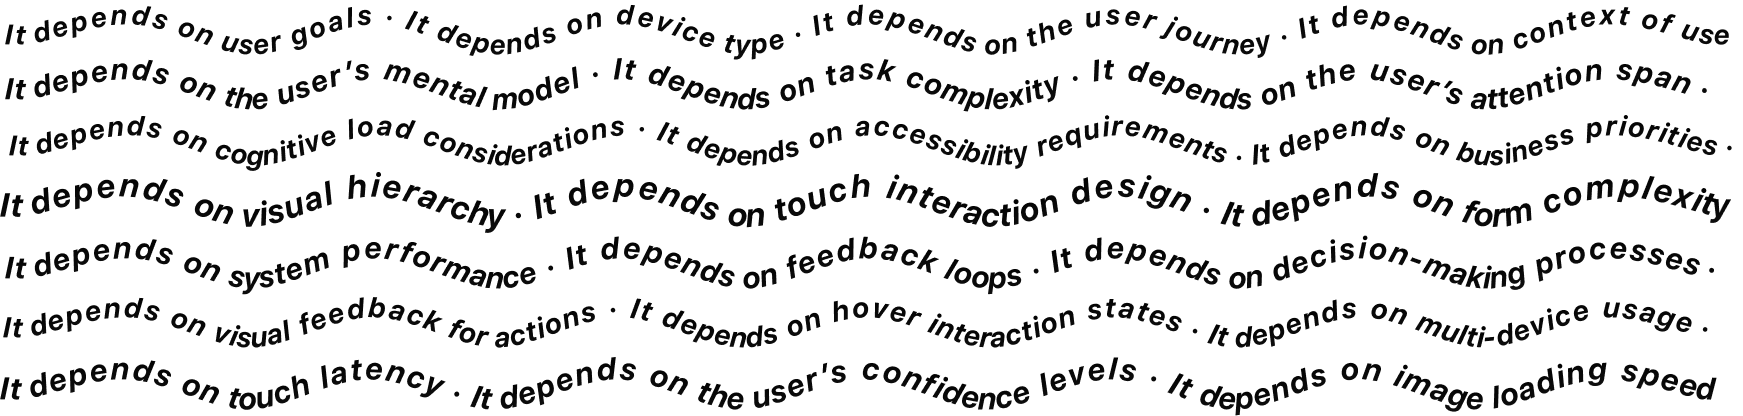 It depends on user goals · It depends on device type · It depends on the user journey · It depends on context of use
It depends on the user's mental model · It depends on task complexity · It depends on the user’s attention span ·
It depends on cognitive load considerations · It depends on accessibility requirements · It depends on business priorities ·
It depends on visual hierarchy · It depends on touch interaction design · It depends on form complexity
It depends on system performance · It depends on feedback loops · It depends on decision-making processes ·
It depends on visual feedback for actions · It depends on hover interaction states · It depends on multi-device usage ·
It depends on touch latency · It depends on the user's confidence levels · It depends on image loading speed